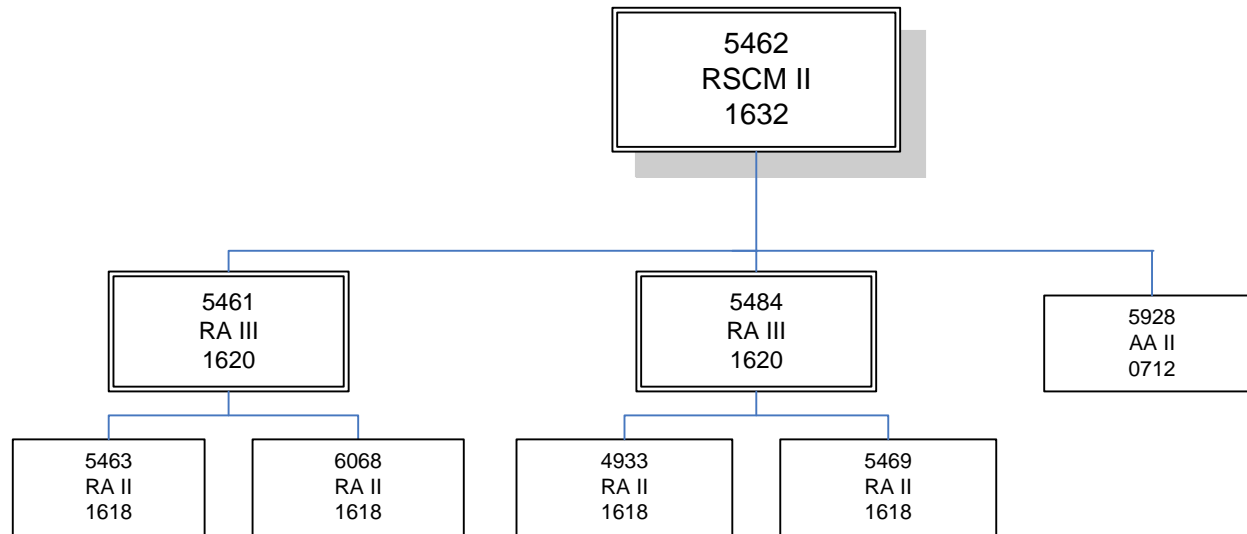 5462
RSCM II
1632
5461
RA III
1620
5484
RA III
1620
5928
AA II
0712
5463
RA II
1618
6068
RA II
1618
4933
RA II
1618
5469
RA II
1618